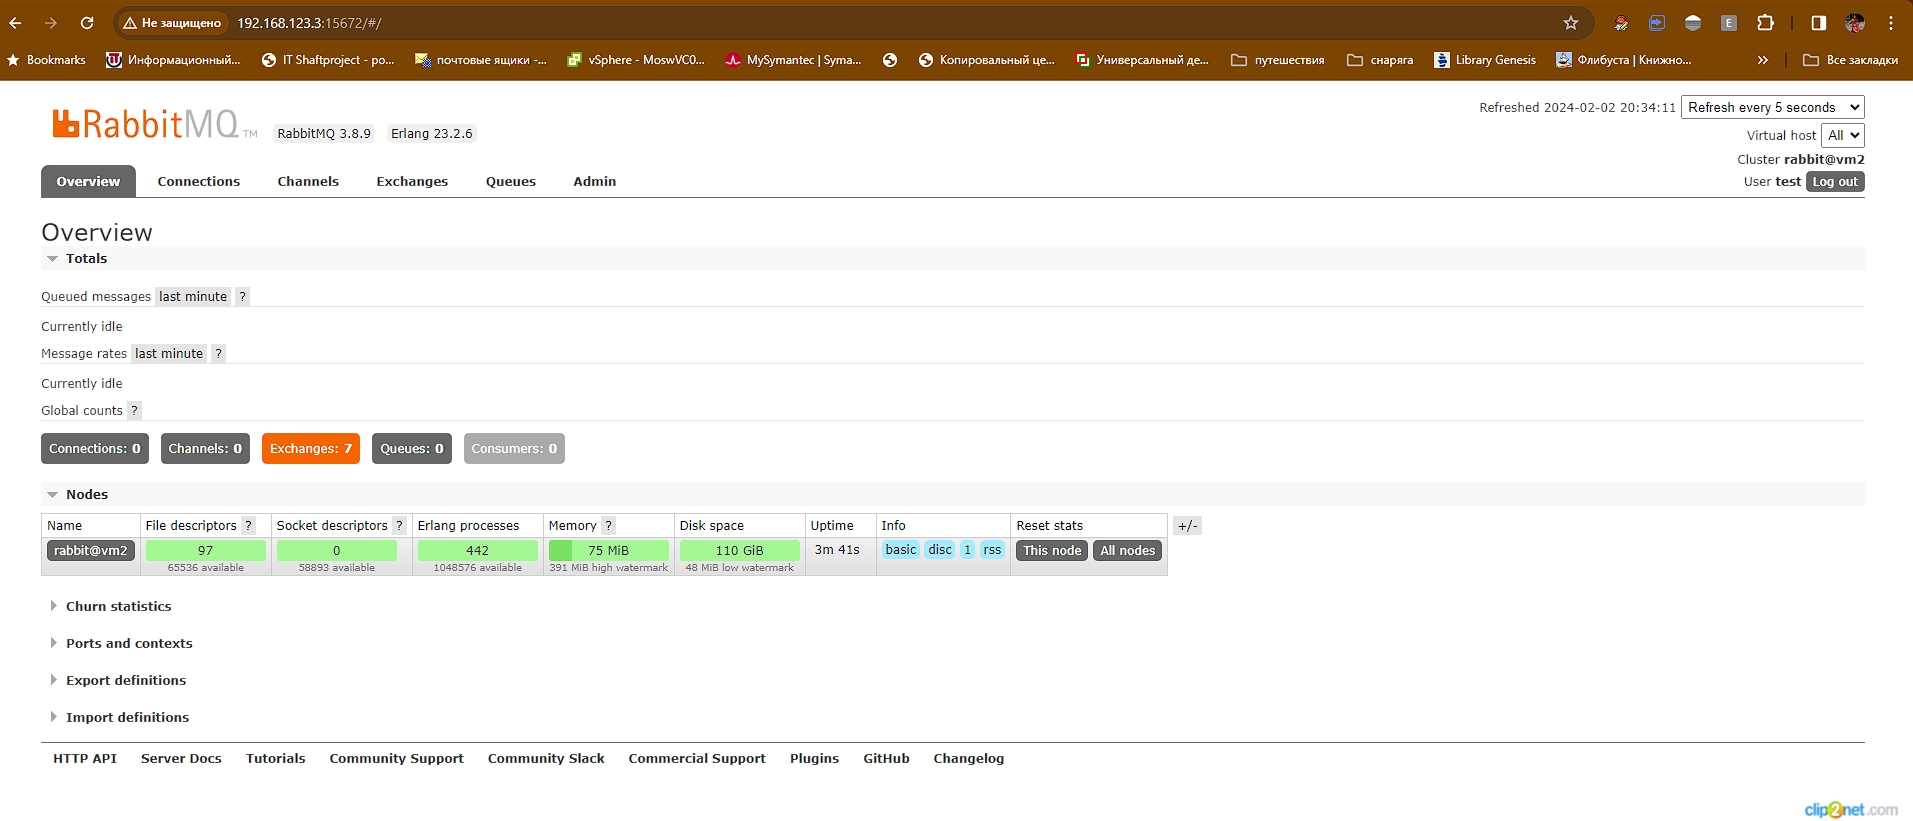 Не защищено 192.168.123.3:15672/#/
Bookmarks Информационный... IT Shaftproject - po... почтовые ящики -... vSphere - MoswVC0... MySymantec | Syma... Копировальный це... Универсальный де... путешествия снаряга Library Genesis Флибуста | Книжно... » Все закладки
RabbitMQ TM RabbitMQ 3.8.9 Erlang 23.2.6
Refreshed 2024-02-02 20:34:11 Refresh every 5 seconds
Virtual host All
Cluster rabbit@vm2
User test Log out
Overview Connections Channels Exchanges Queues Admin
Overview
Totals
Queued messages last minute ?
Currently idle
Message rates last minute ?
Currently idle
Global counts ?
Connections: 0 Channels: 0 Exchanges: 7 Queues: 0 Consumers: 0
Nodes
Name File descriptors ? Socket descriptors ? Erlang processes Memory ? Disk space Uptime Info Reset stats +/-
rabbit@vm2 97 0 442 75 MiB 110 GiB 3m 41s basic disc 1 rss This node All nodes
65536 available 58893 available 1048576 available 391 MiB high watermark 48 MiB low watermark
Churn statistics
Ports and contexts
Export definitions
Import definitions
HTTP API Server Docs Tutorials Community Support Community Slack Commercial Support Plugins GitHub Changelog
clip2net.com